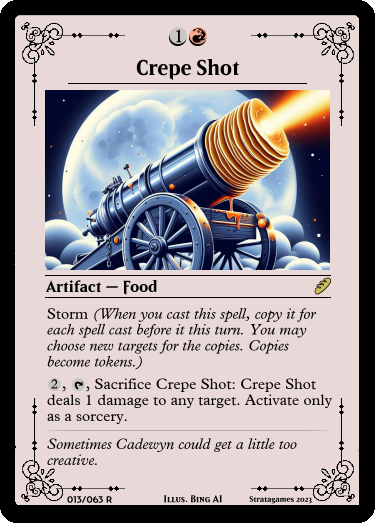 1
Crepe Shot
Artifact — Food
Storm (When you cast this spell, copy it for
each spell cast before it this turn. You may
choose new targets for the copies. Copies
become tokens.)
2, , Sacrifice Crepe Shot: Crepe Shot
deals 1 damage to any target. Activate only
as a sorcery.
Sometimes Cadewyn could get a little too
creative.
013/063 R Illus. Bing AI Stratagames 2023